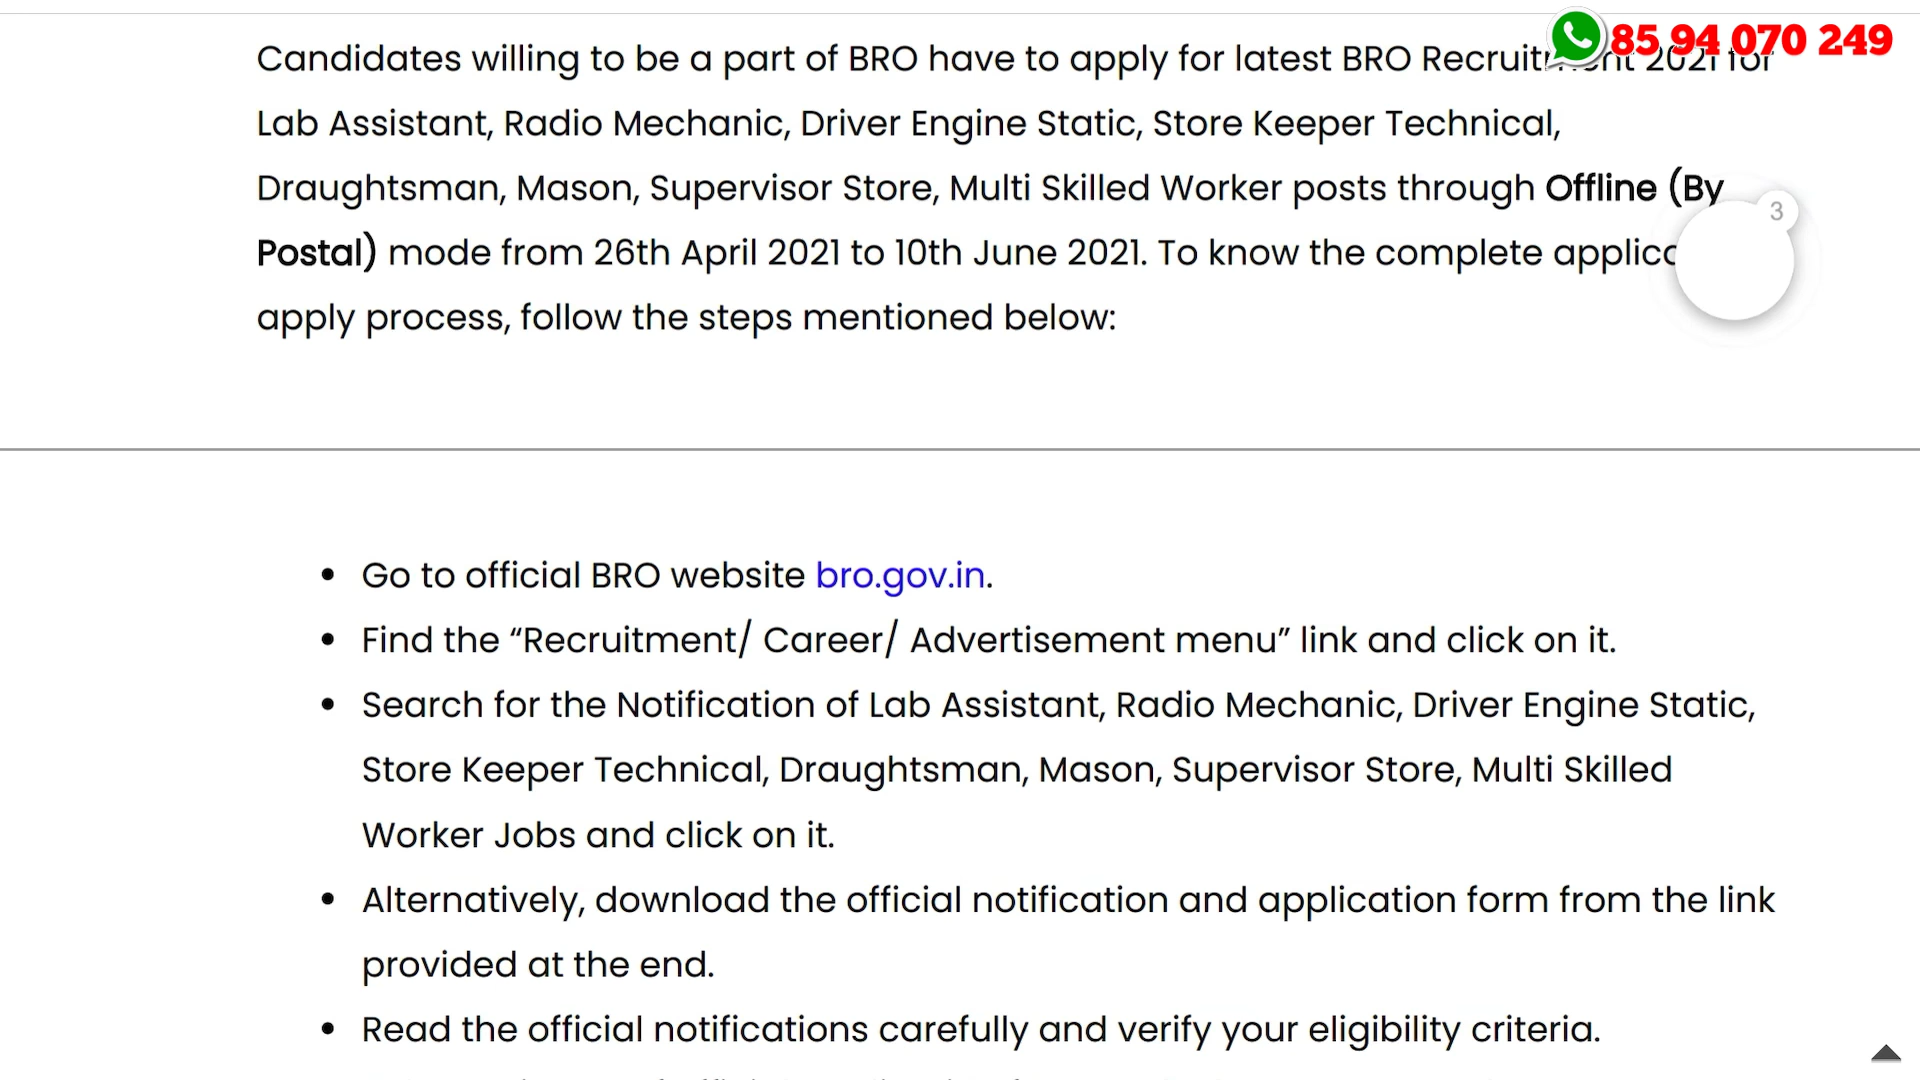 85 94 070 249
Candidates willing to be a part of BRO have to apply for latest BRO Recruitment 2021 for
Lab Assistant, Radio Mechanic, Driver Engine Static, Store Keeper Technical,
Draughtsman, Mason, Supervisor Store, Multi Skilled Worker posts through Offline (By
3
Postal) mode from 26th April 2021 to 10th June 2021. To know the complete
apply process, follow the steps mentioned below:
• Go to official BRO website bro.gov.in.
• Find the “Recruitment/ Career/ Advertisement menu” link and click on it.
• Search for the Notification of Lab Assistant, Radio Mechanic, Driver Engine Static,
Store Keeper Technical, Draughtsman, Mason, Supervisor Store, Multi Skilled
Worker Jobs and click on it.
• Alternatively, download the official notification and application form from the link
provided at the end.
• Read the official notifications carefully and verify your eligibility criteria.